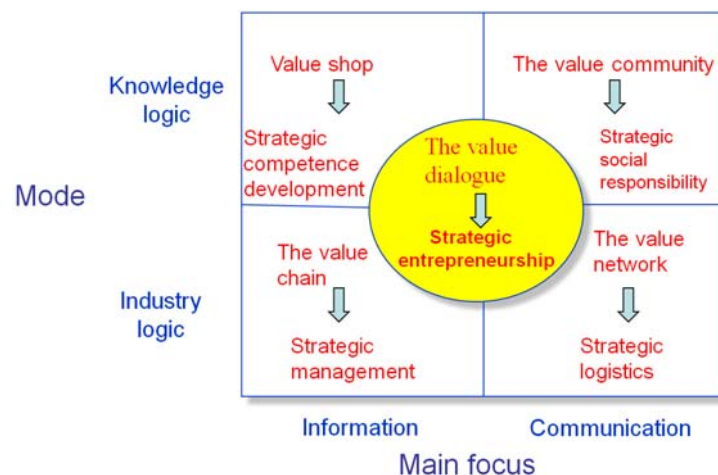 Value shop
The value community
Knowledge
logic
Strategic
competence
development
The value
dialogue
Strategic
entrepreneurship
Strategic
social
responsibility
Mode
The value
chain
The value
network
Industry
logic
Strategic
management
Strategic
logistics
Information
Communication
Main focus